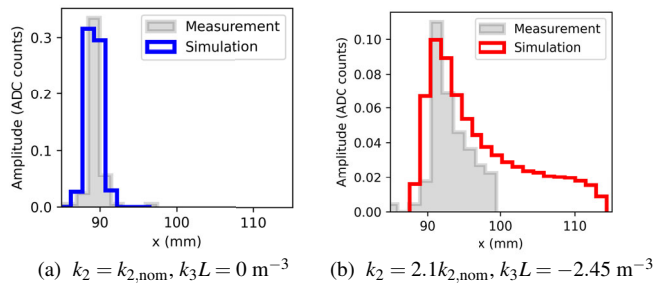 Measurement
Simulation
Amplitude (ADC counts)
0.3
0.2
0.1
0.0
90
100
110
x (mm)
(a) k₂ = k₂,nom, k₃L = 0 m⁻³
Measurement
Simulation
Amplitude (ADC counts)
0.10
0.08
0.06
0.04
0.02
0.00
90
100
110
x (mm)
(b) k₂ = 2.1k₂,nom, k₃L = −2.45 m⁻³